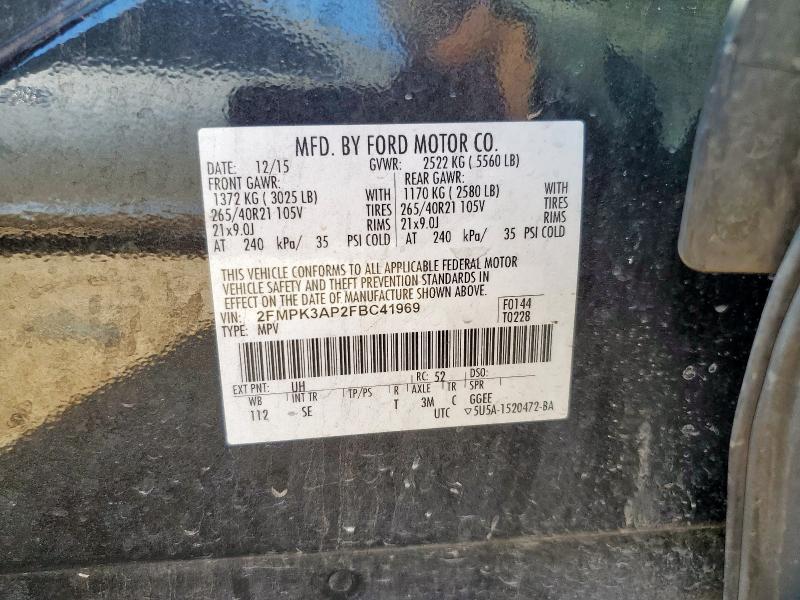 MFD. BY FORD MOTOR CO.
DATE: 12/15 GVWR: 2522 KG ( 5560 LB)
FRONT GAWR: REAR GAWR:
1372 KG ( 3025 LB) WITH 1170 KG ( 2580 LB) WITH
265/40R21 105V TIRES 265/40R21 105V TIRES
21x9.0J RIMS 21x9.0J RIMS
AT 240 kPa/ 35 PSI COLD AT 240 kPa/ 35 PSI COLD
THIS VEHICLE CONFORMS TO ALL APPLICABLE FEDERAL MOTOR
VEHICLE SAFETY AND THEFT PREVENTION STANDARDS IN
EFFECT ON THE DATE OF MANUFACTURE SHOWN ABOVE.
VIN: 2FMPK3AP2FBC41969 F0144
TYPE: MPV T0228
EXT PNT: UH RC: 52 DSO:
WB INT TR TP/PS R AXLE TR SPR
112 SE T 3M C GGEE
UTC ▽5U5A-1520472-BA